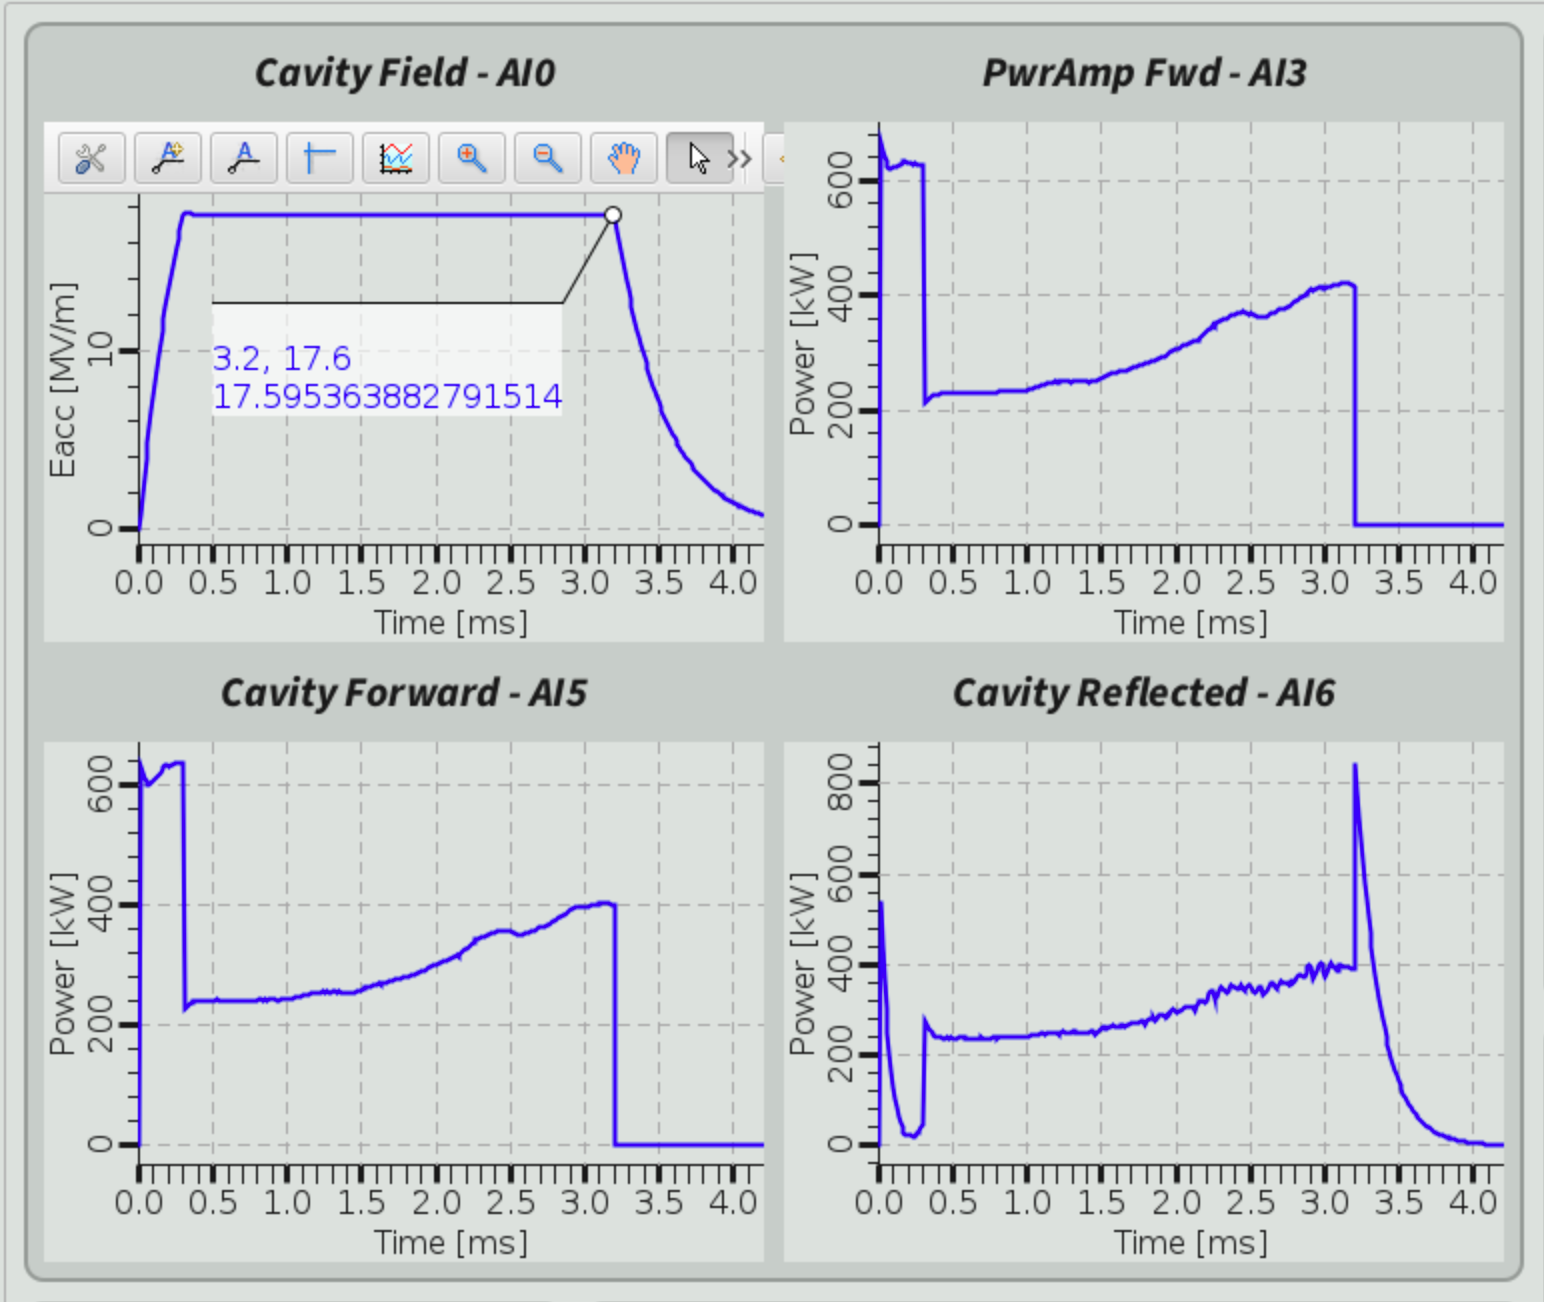 Cavity Field - AI0
A
A
Eacc [MV/m]
10
0
3.2, 17.6
17.595363882791514
0.0 0.5 1.0 1.5 2.0 2.5 3.0 3.5 4.0
Time [ms]
PwrAmp Fwd - AI3
Power [kW]
600
400
200
0
0.0 0.5 1.0 1.5 2.0 2.5 3.0 3.5 4.0
Time [ms]
Cavity Forward - AI5
Power [kW]
600
400
200
0
0.0 0.5 1.0 1.5 2.0 2.5 3.0 3.5 4.0
Time [ms]
Cavity Reflected - AI6
Power [kW]
800
600
400
200
0
0.0 0.5 1.0 1.5 2.0 2.5 3.0 3.5 4.0
Time [ms]